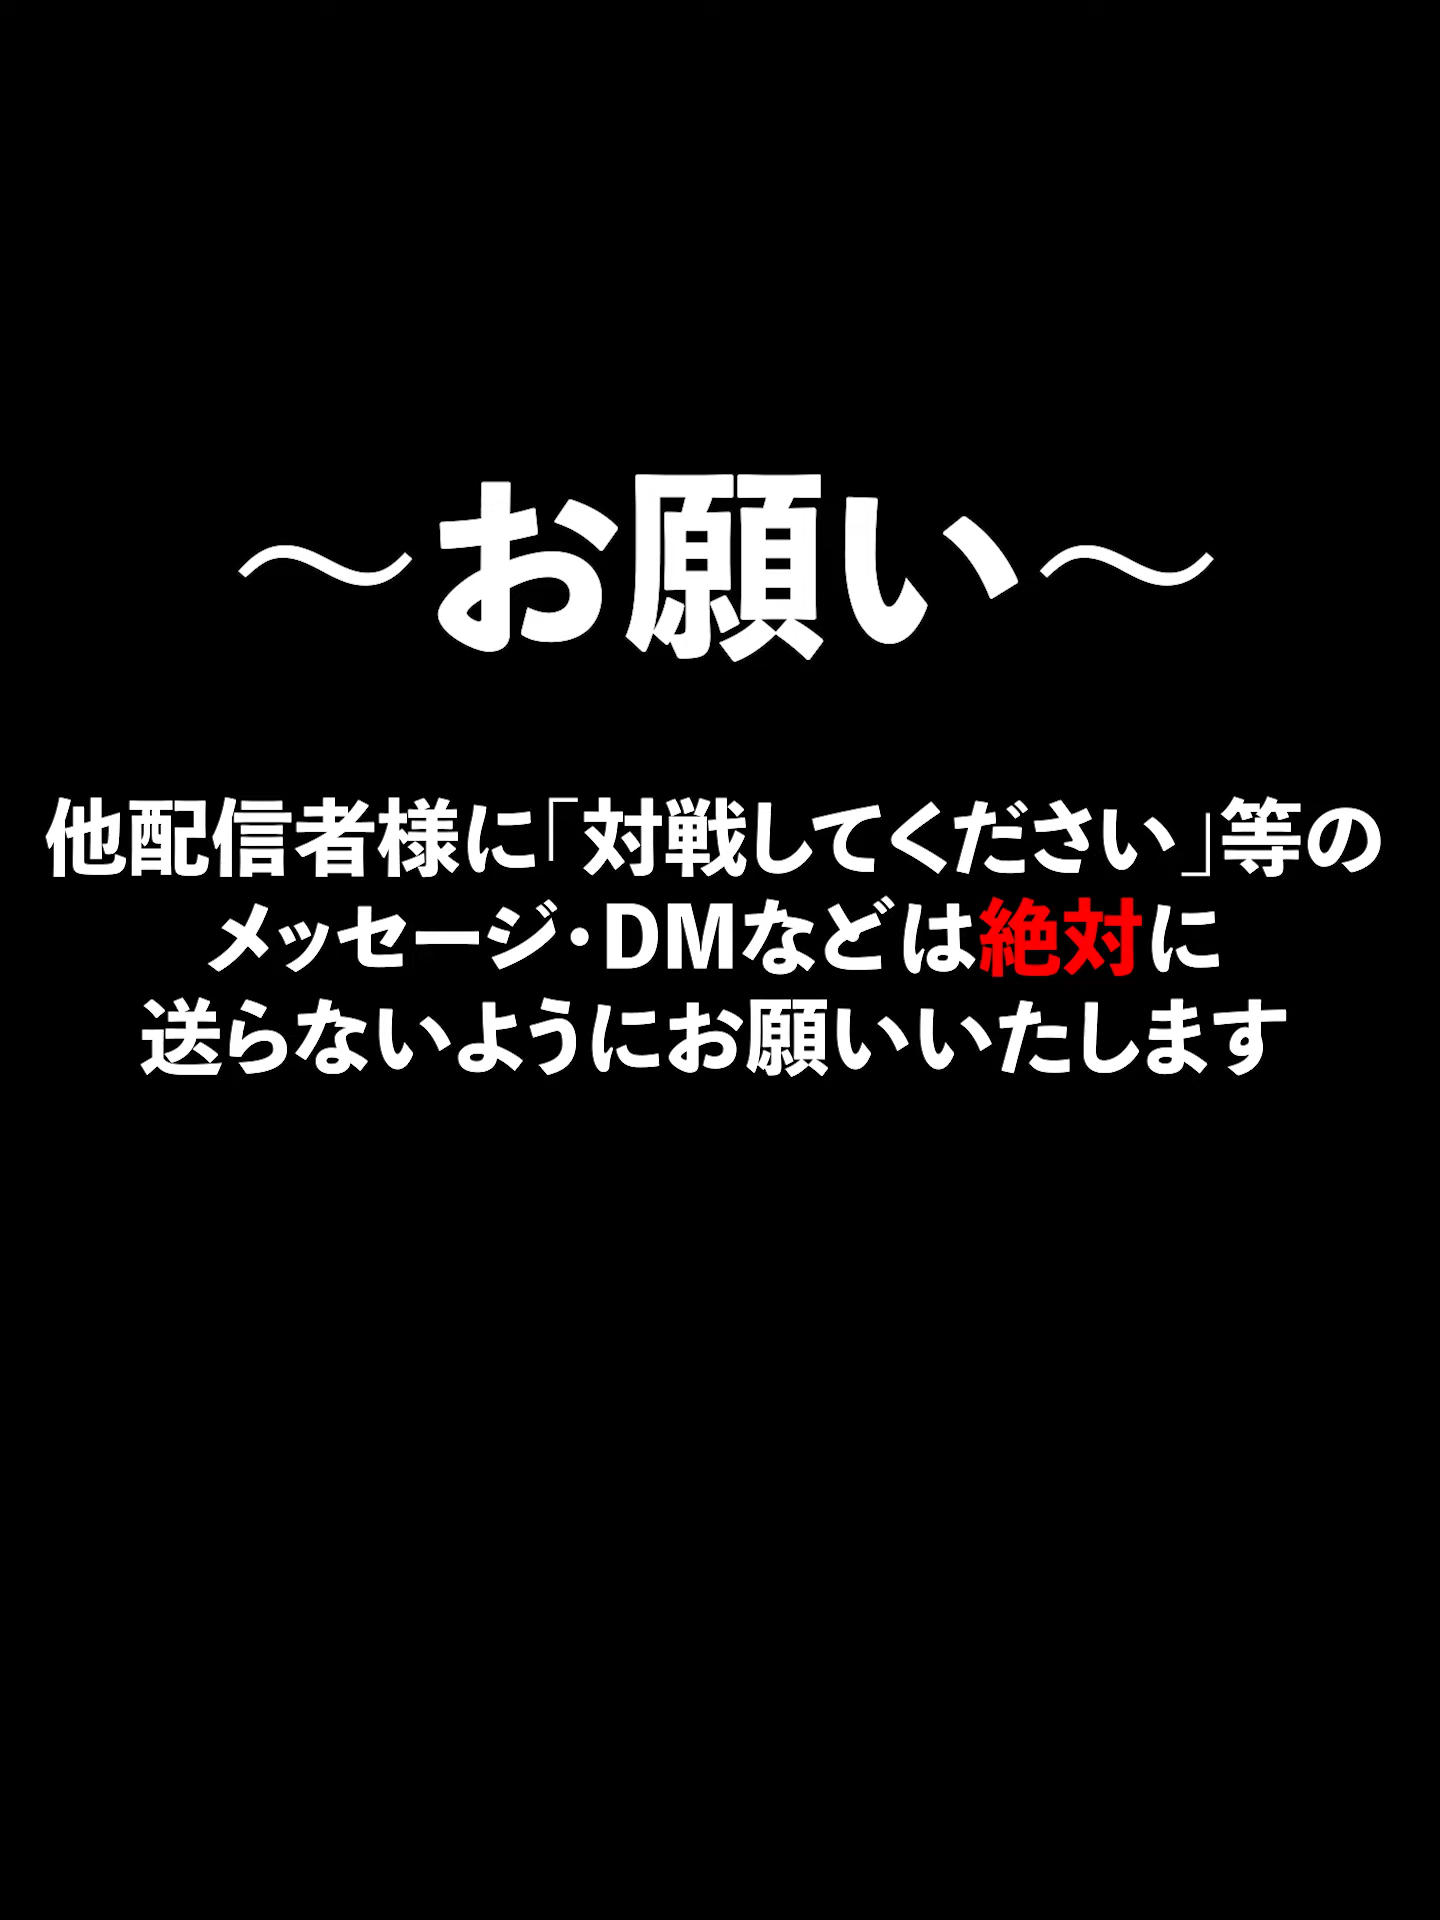 ～お願い～
他配信者様に「対戦してください」等の
メッセージ・DMなどは絶対に
送らないようにお願いいたします